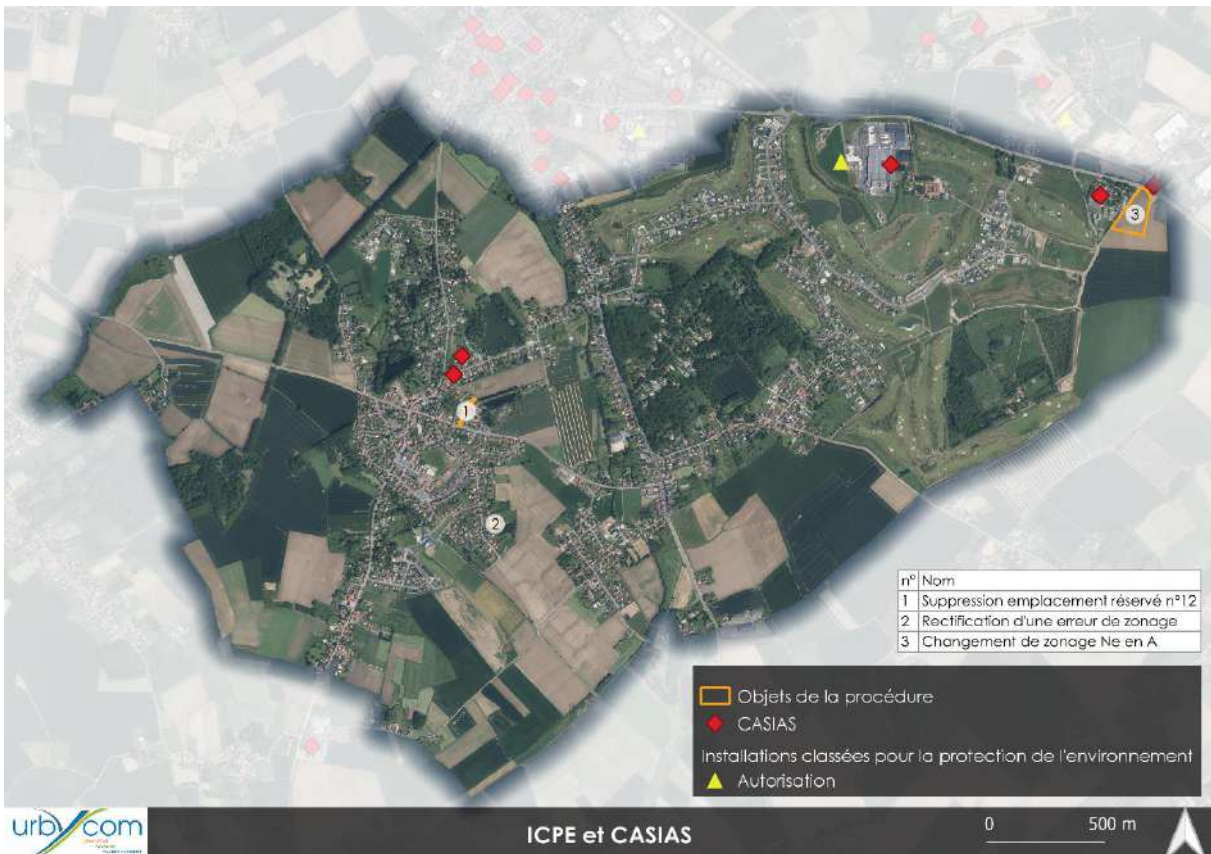 1
2
3
n° Nom
1 Suppression emplacement réservé n°12
2 Rectification d'une erreur de zonage
3 Changement de zonage Ne en A
Objets de la procédure
CASIAS
Installations classées pour la protection de l'environnement
Autorisation
urbycom
ICPE et CASIAS
0 500 m